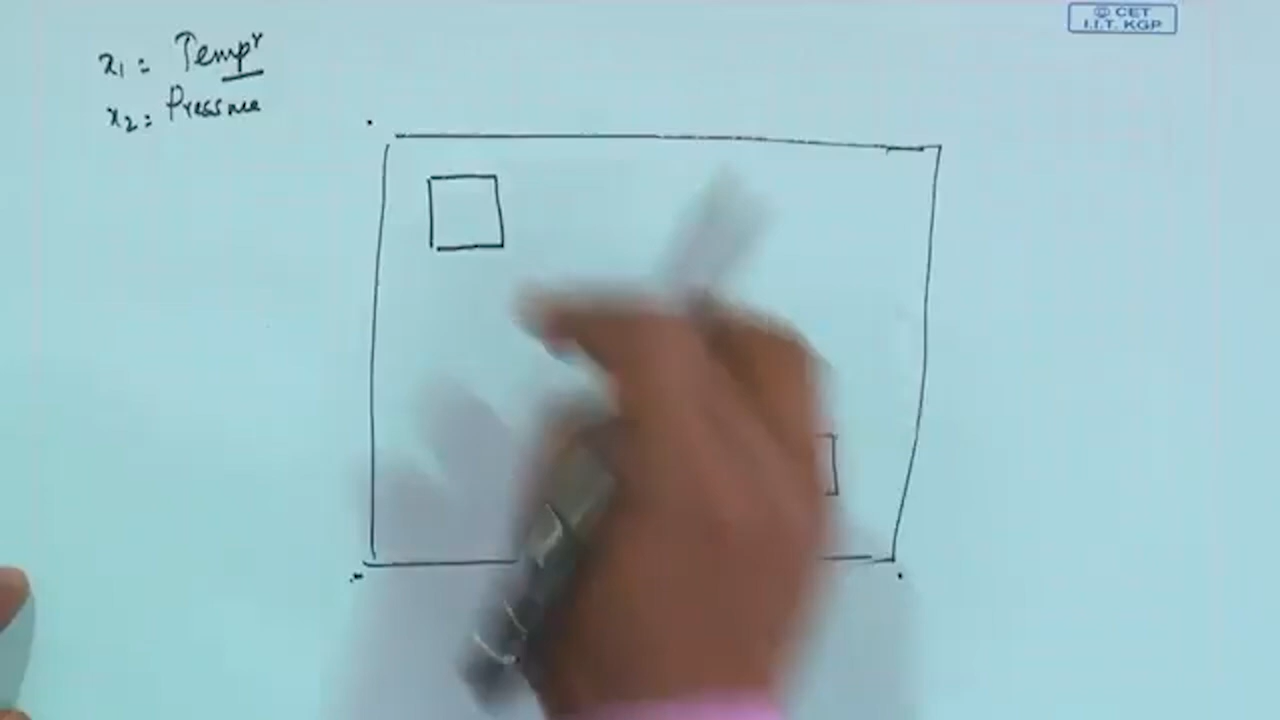 © CET
I.I.T. KGP
x₁ = Tempʳ
x₂ = Pressure